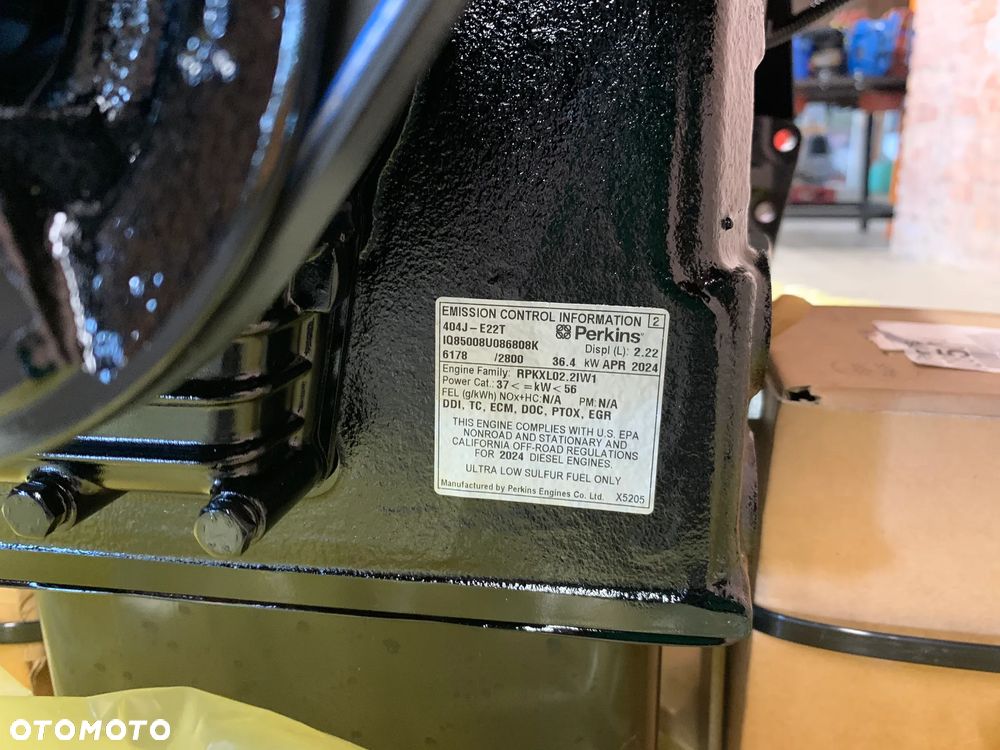 EMISSION CONTROL INFORMATION 2
404J-E22T Perkins
IQ85008U086808K Displ (L): 2.22
6178 /2800 36.4 kW APR 2024
Engine Family: RPKXL02.2IW1
Power Cat.: 37< =kW< 56
FEL (g/kWh) NOx+HC: N/A PM: N/A
DDI, TC, ECM, DOC, PTOX, EGR
THIS ENGINE COMPLIES WITH U.S. EPA
NONROAD AND STATIONARY AND
CALIFORNIA OFF-ROAD REGULATIONS
FOR 2024 DIESEL ENGINES.
ULTRA LOW SULFUR FUEL ONLY
Manufactured by Perkins Engines Co. Ltd. X5205
OTOMOTO